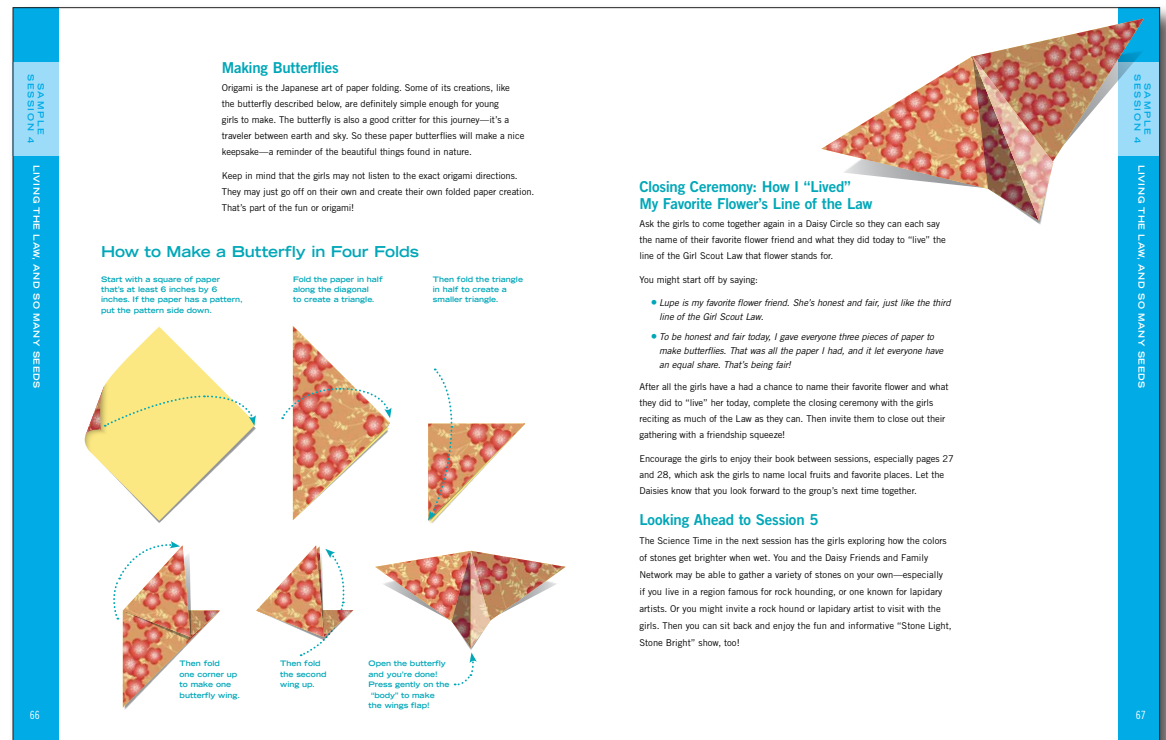 SAMPLE
SESSION 4
LIVING THE LAW, AND SO MANY SEEDS
66
Making Butterflies
Origami is the Japanese art of paper folding. Some of its creations, like
the butterfly described below, are definitely simple enough for young
girls to make. The butterfly is also a good critter for this journey—it’s a
traveler between earth and sky. So these paper butterflies will make a nice
keepsake—a reminder of the beautiful things found in nature.
Keep in mind that the girls may not listen to the exact origami directions.
They may just go off on their own and create their own folded paper creation.
That’s part of the fun or origami!
How to Make a Butterfly in Four Folds
Start with a square of paper
that’s at least 6 inches by 6
inches. If the paper has a pattern,
put the pattern side down.
Fold the paper in half
along the diagonal
to create a triangle.
Then fold the triangle
in half to create a
smaller triangle.
Then fold
one corner up
to make one
butterfly wing.
Then fold
the second
wing up.
Open the butterfly
and you’re done!
Press gently on the
“body” to make
the wings flap!
Closing Ceremony: How I “Lived”
My Favorite Flower’s Line of the Law
Ask the girls to come together again in a Daisy Circle so they can each say
the name of their favorite flower friend and what they did today to “live” the
line of the Girl Scout Law that flower stands for.
You might start off by saying:
• Lupe is my favorite flower friend. She’s honest and fair, just like the third
line of the Girl Scout Law.
• To be honest and fair today, I gave everyone three pieces of paper to
make butterflies. That was all the paper I had, and it let everyone have
an equal share. That’s being fair!
After all the girls have a had a chance to name their favorite flower and what
they did to “live” her today, complete the closing ceremony with the girls
reciting as much of the Law as they can. Then invite them to close out their
gathering with a friendship squeeze!
Encourage the girls to enjoy their book between sessions, especially pages 27
and 28, which ask the girls to name local fruits and favorite places. Let the
Daisies know that you look forward to the group’s next time together.
Looking Ahead to Session 5
The Science Time in the next session has the girls exploring how the colors
of stones get brighter when wet. You and the Daisy Friends and Family
Network may be able to gather a variety of stones on your own—especially
if you live in a region famous for rock hounding, or one known for lapidary
artists. Or you might invite a rock hound or lapidary artist to visit with the
girls. Then you can sit back and enjoy the fun and informative “Stone Light,
Stone Bright” show, too!
SAMPLE
SESSION 4
LIVING THE LAW, AND SO MANY SEEDS
67